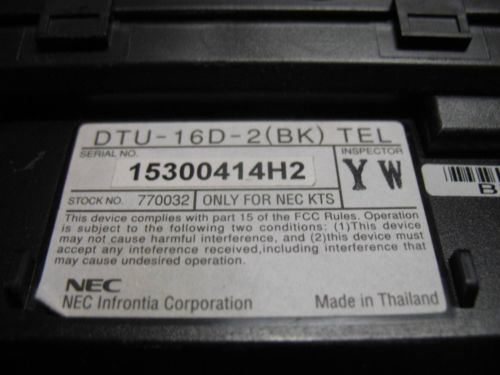 DTU-16D-2(BK) TEL
SERIAL NO. INSPECTOR
15300414H2 Y W
STOCK NO. 770032 ONLY FOR NEC KTS
This device complies with part 15 of the FCC Rules. Operation
is subject to the following two conditions: (1)This device
may not cause harmful interference, and (2)this device must
accept any interference received,including interference that
may cause undesired operation.
NEC
NEC Infrontia Corporation Made in Thailand